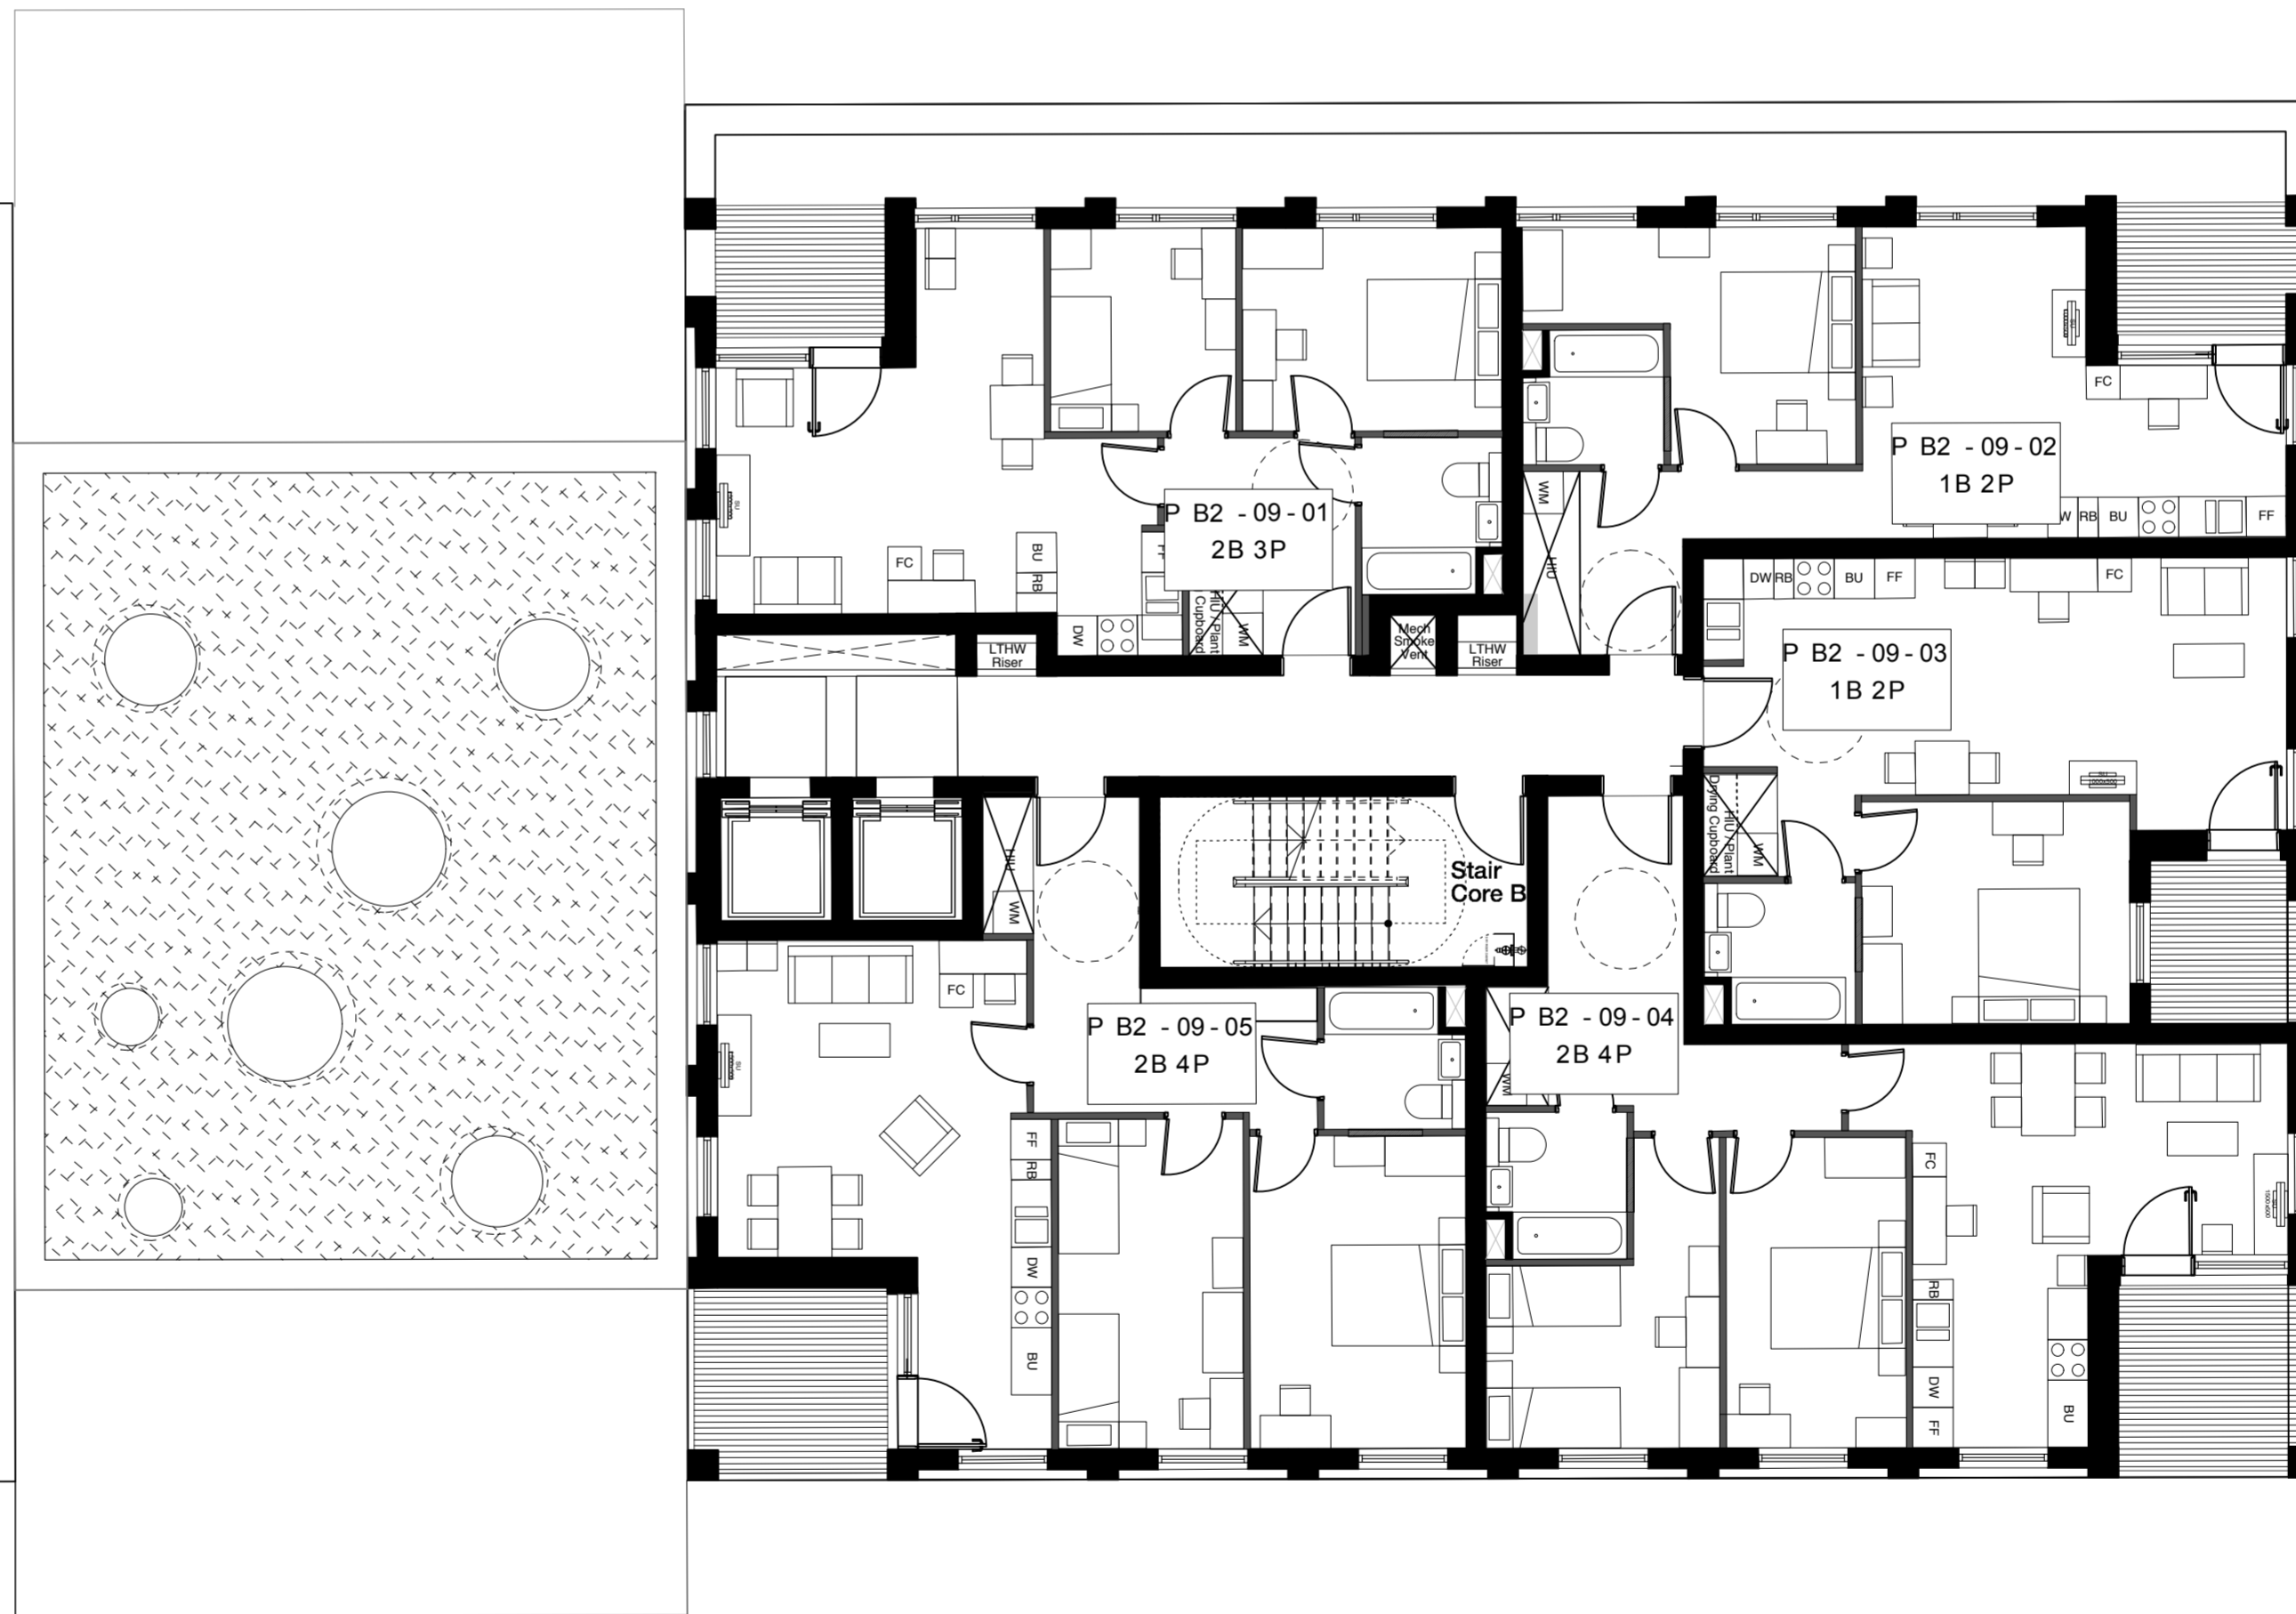 P B2 - 09 - 01
2B 3P
FC
BU
RB
DW
HIU / Plant
Cupboard
WM
LTHW
Riser
Mech
Smoke
Vent
LTHW
Riser
WM
HIU
P B2 - 09 - 02
1B 2P
FC
RB
BU
FF
DW
RB
BU
FF
FC
P B2 - 09 - 03
1B 2P
HIU / Plant
Drying Cupboard
WM
HIU
WM
Stair
Core B
FC
P B2 - 09 - 05
2B 4P
FF
RB
DW
BU
P B2 - 09 - 04
2B 4P
WM
FC
RB
DW
FF
BU